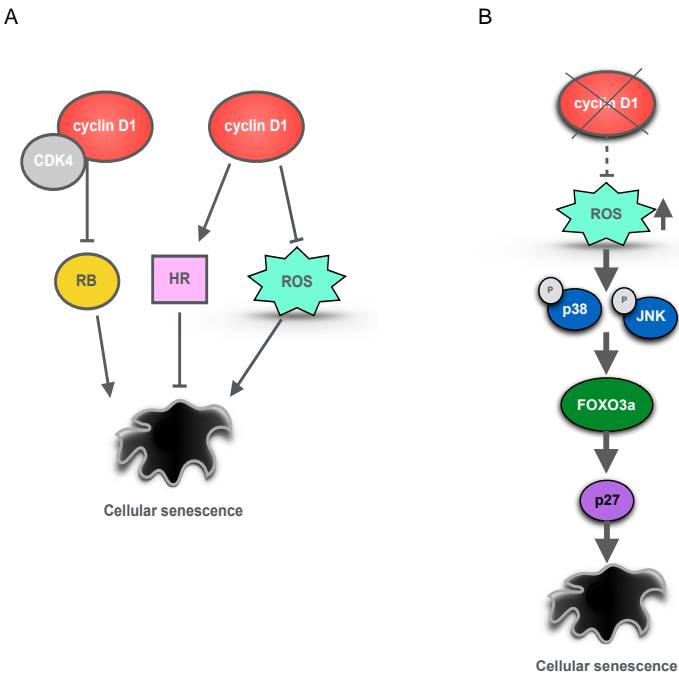 A
cyclin D1
cyclin D1
CDK4
RB
HR
ROS
Cellular senescence
B
cyclin D1
ROS
P
p38
P
JNK
FOXO3a
p27
Cellular senescence